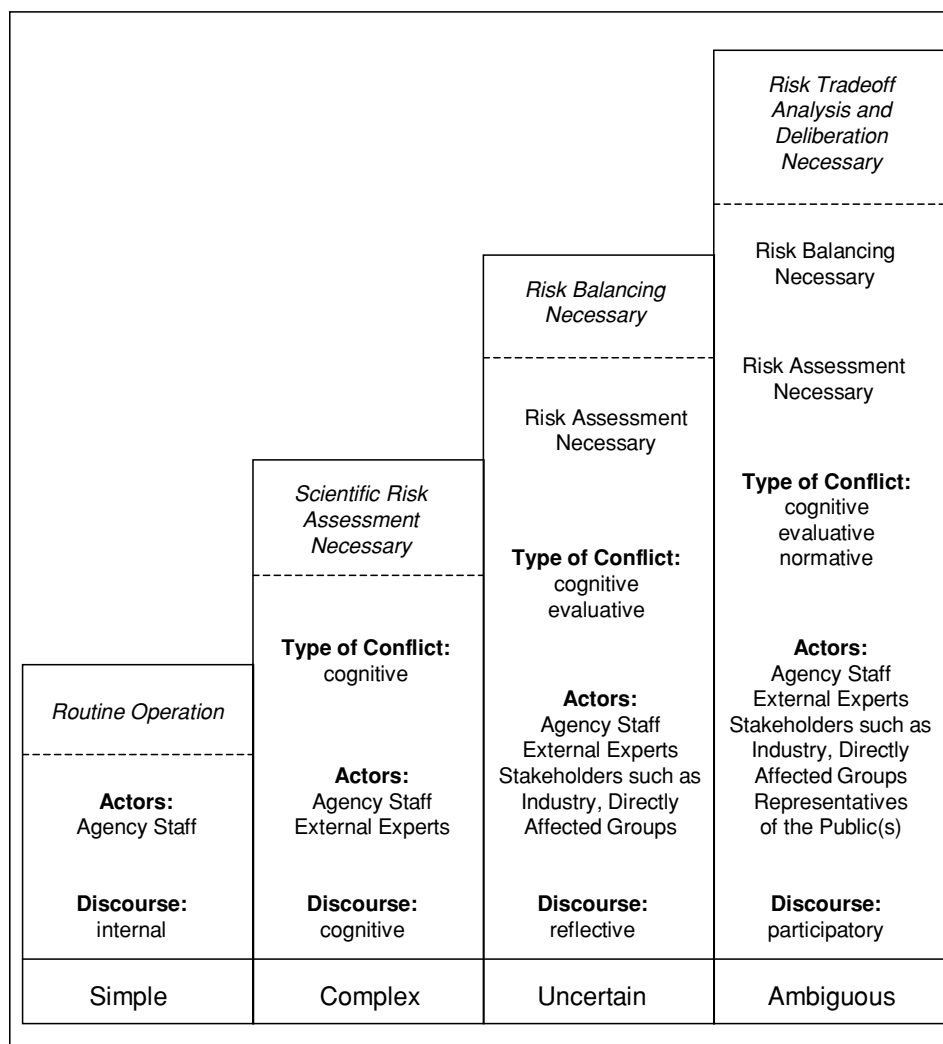 Routine Operation
Actors:
Agency Staff
Discourse:
internal
Simple
Scientific Risk
Assessment
Necessary
Type of Conflict:
cognitive
Actors:
Agency Staff
External Experts
Discourse:
cognitive
Complex
Risk Balancing
Necessary
Risk Assessment
Necessary
Type of Conflict:
cognitive
evaluative
Actors:
Agency Staff
External Experts
Stakeholders such as
Industry, Directly
Affected Groups
Discourse:
reflective
Uncertain
Risk Tradeoff
Analysis and
Deliberation
Necessary
Risk Balancing
Necessary
Risk Assessment
Necessary
Type of Conflict:
cognitive
evaluative
normative
Actors:
Agency Staff
External Experts
Stakeholders such as
Industry, Directly
Affected Groups
Representatives
of the Public(s)
Discourse:
participatory
Ambiguous